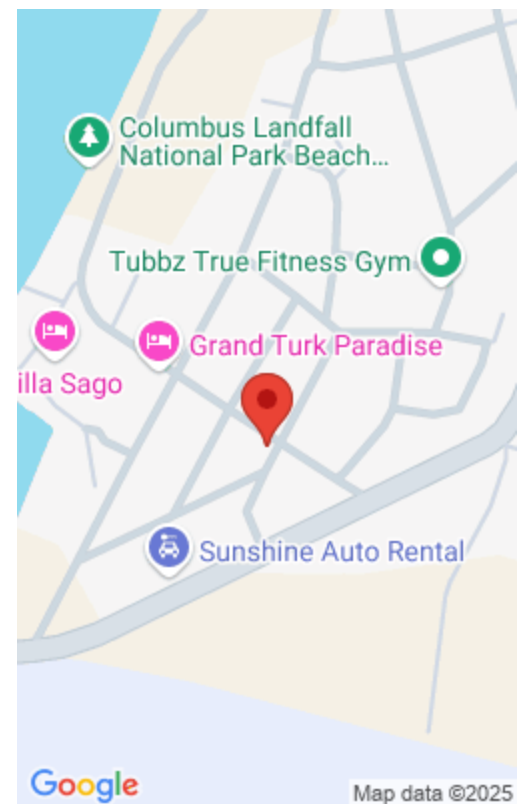 Columbus Landfall
National Park Beach...
Tubbz True Fitness Gym
Grand Turk Paradise
illa Sago
Sunshine Auto Rental
Google
Map data ©2025